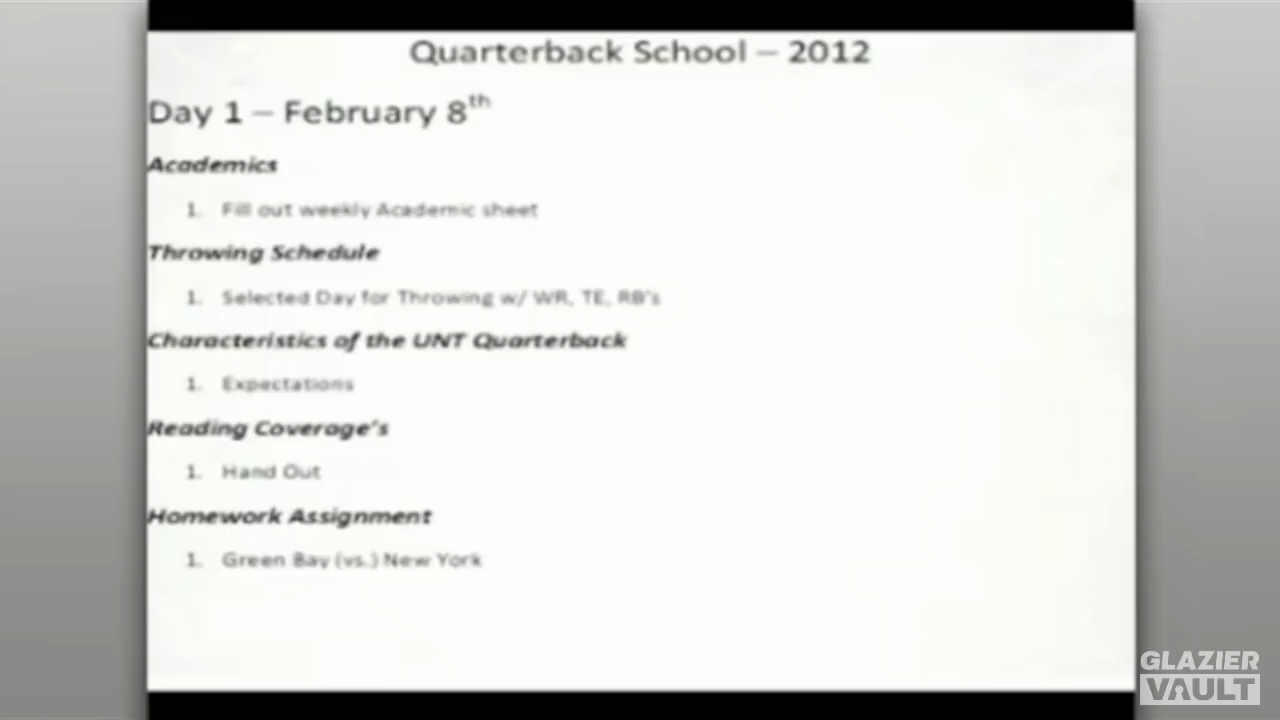 Quarterback School – 2012
Day 1 – February 8th
Academics
1. Fill out weekly Academic sheet
Throwing Schedule
1. Selected Day for Throwing w/ WR, TE, RB's
Characteristics of the UNT Quarterback
1. Expectations
Reading Coverage's
1. Hand Out
Homework Assignment
1. Green Bay (vs.) New York
GLAZIER
VAULT